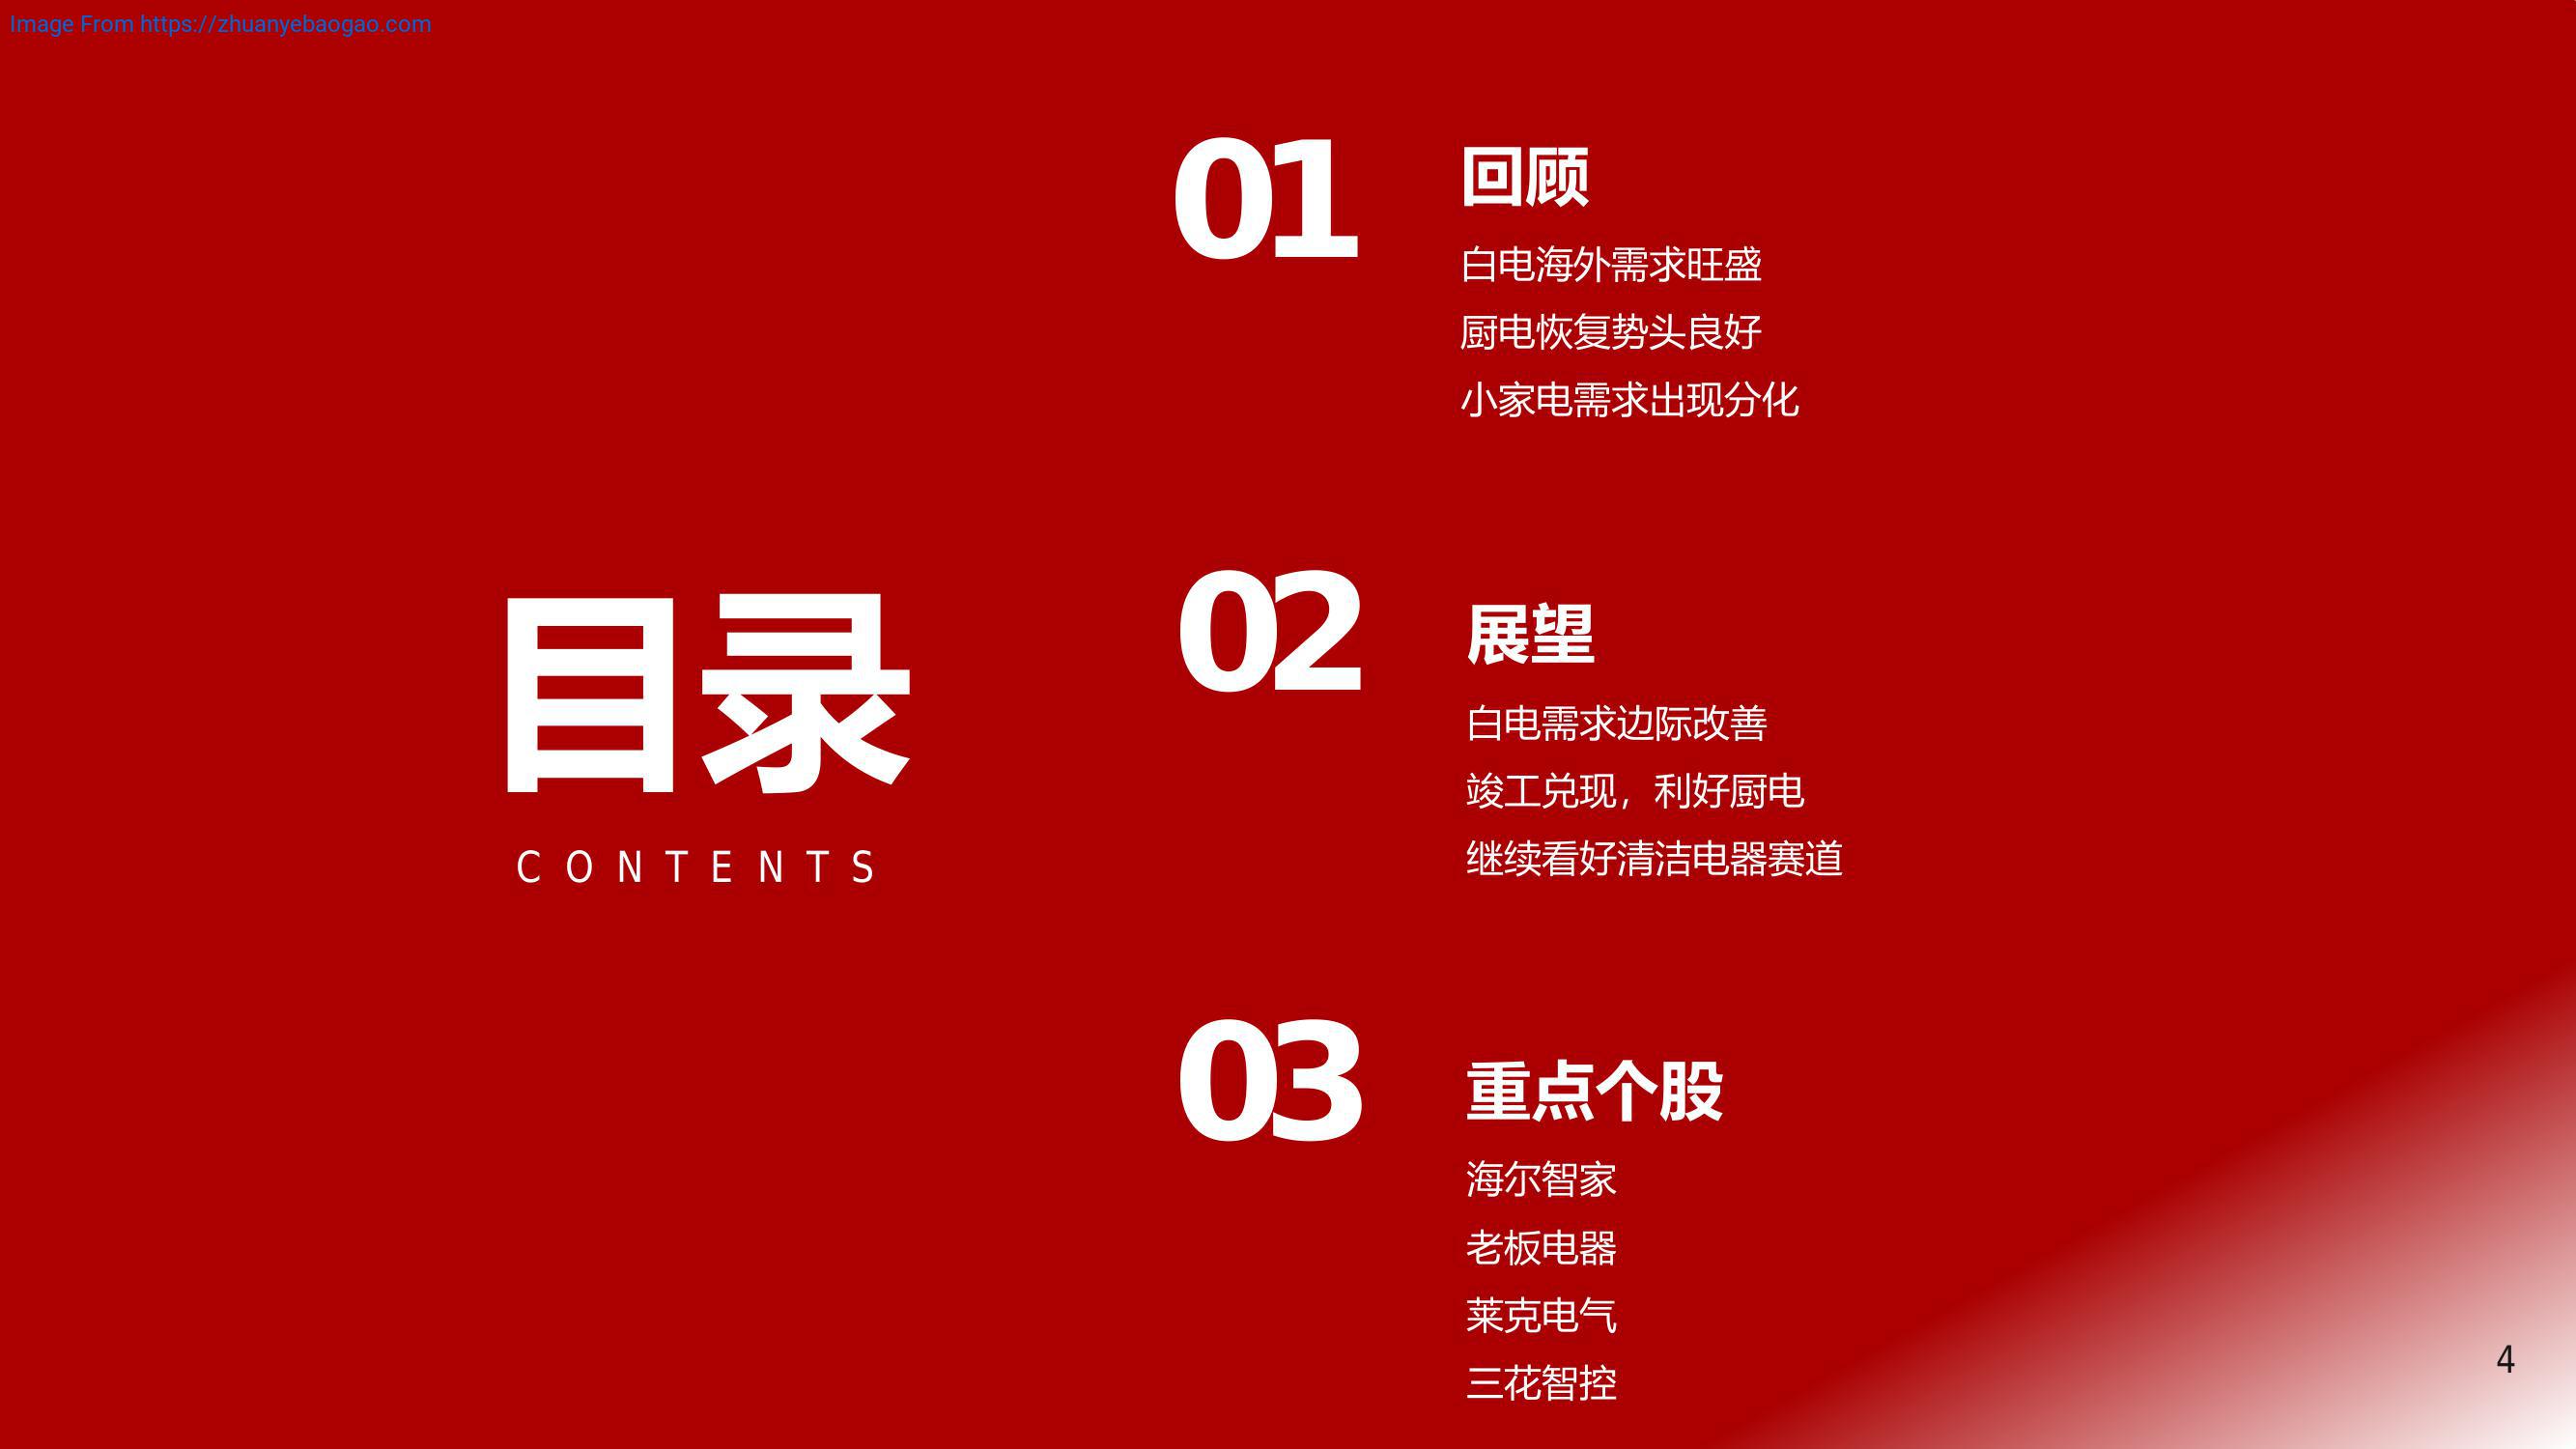 Image From https://zhuanyebaogao.com
目录
CONTENTS
01
回顾
白电海外需求旺盛
厨电恢复势头良好
小家电需求出现分化
02
展望
白电需求边际改善
竣工兑现，利好厨电
继续看好清洁电器赛道
03
重点个股
海尔智家
老板电器
莱克电气
三花智控
4